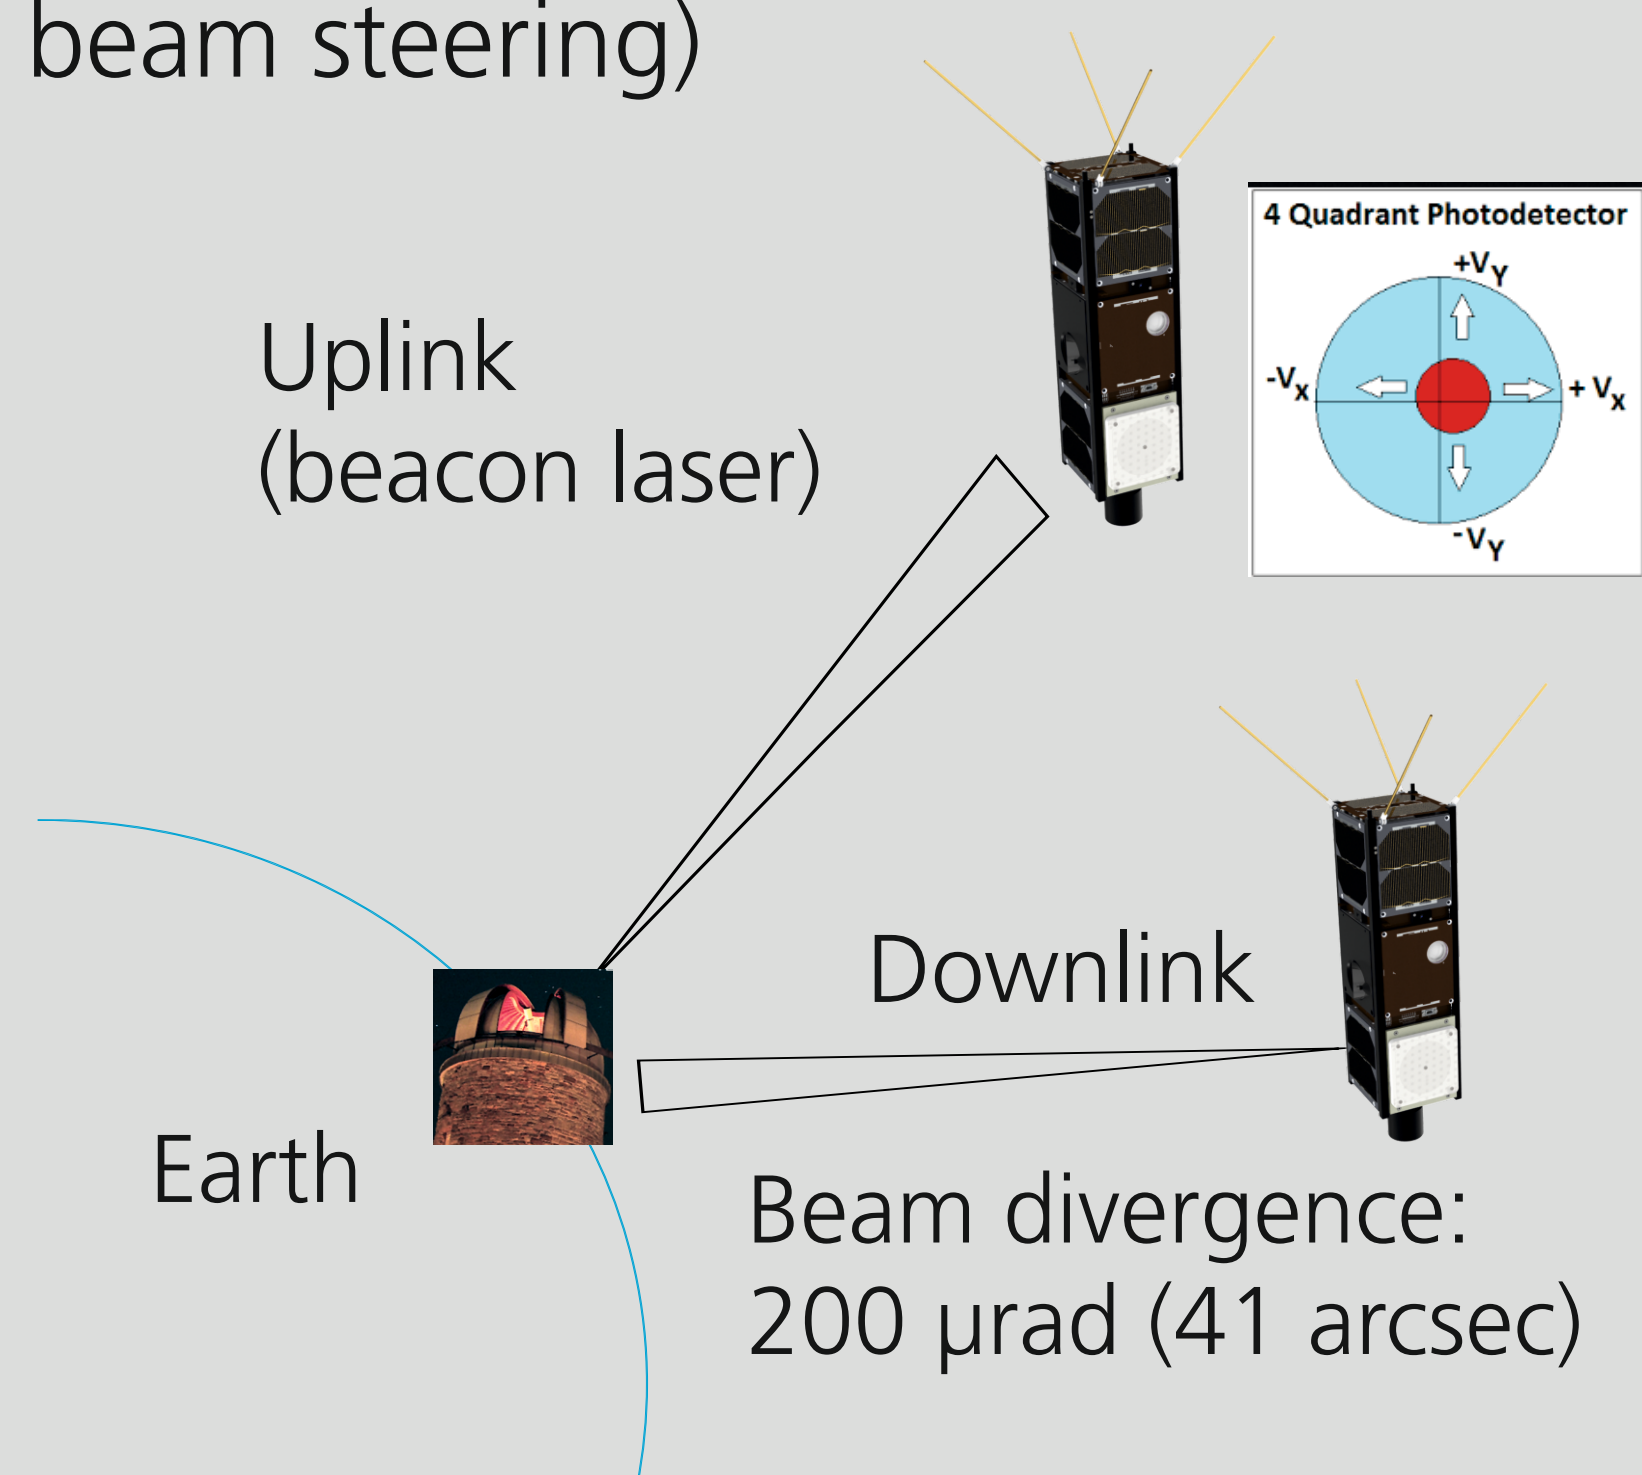 beam steering)
4 Quadrant Photodetector
+VY
-VX
+ VX
-VY
Uplink
(beacon laser)
Downlink
Earth
Beam divergence:
200 µrad (41 arcsec)